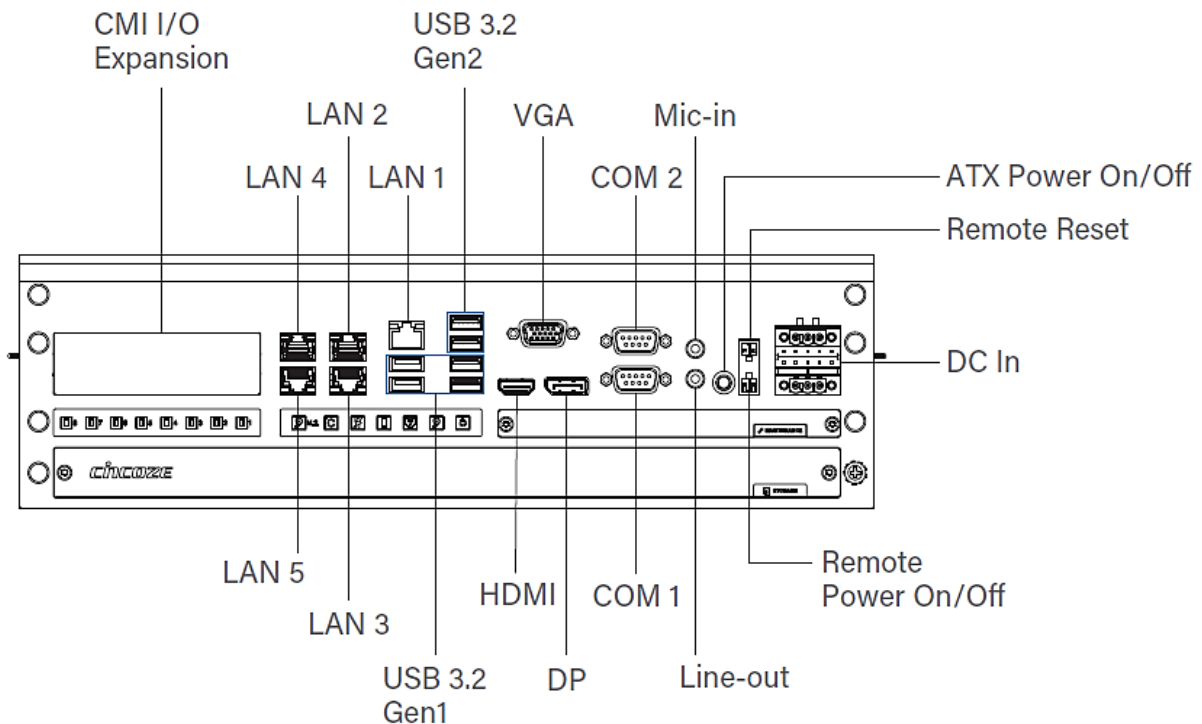 CMI I/O
Expansion
USB 3.2
Gen2
LAN 2
VGA
Mic-in
LAN 4
LAN 1
COM 2
ATX Power On/Off
Remote Reset
DC In
cincoze
LAN 5
LAN 3
HDMI
COM 1
Remote
Power On/Off
USB 3.2
Gen1
DP
Line-out